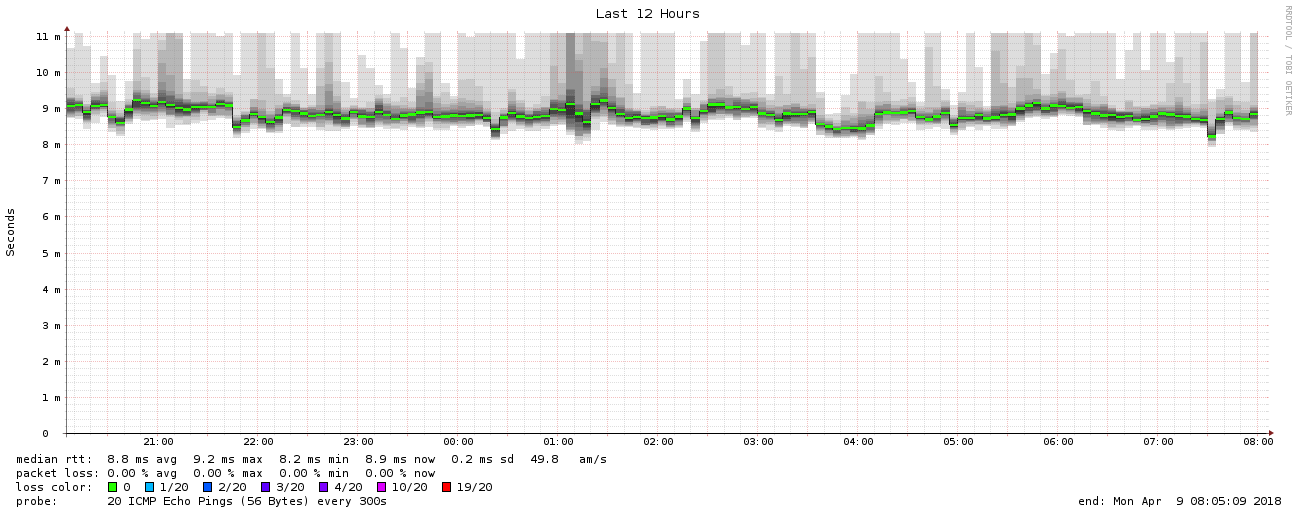 Last 12 Hours
RRDTOOL / TOBI OETIKER
11 m
10 m
9 m
8 m
7 m
6 m
5 m
4 m
3 m
2 m
1 m
0
Seconds
21:00 22:00 23:00 00:00 01:00 02:00 03:00 04:00 05:00 06:00 07:00 08:00
median rtt: 8.8 ms avg 9.2 ms max 8.2 ms min 8.9 ms now 0.2 ms sd 49.8 am/s
packet loss: 0.00 % avg 0.00 % max 0.00 % min 0.00 % now
loss color: 0 1/20 2/20 3/20 4/20 10/20 19/20
probe: 20 ICMP Echo Pings (56 Bytes) every 300s
end: Mon Apr 9 08:05:09 2018